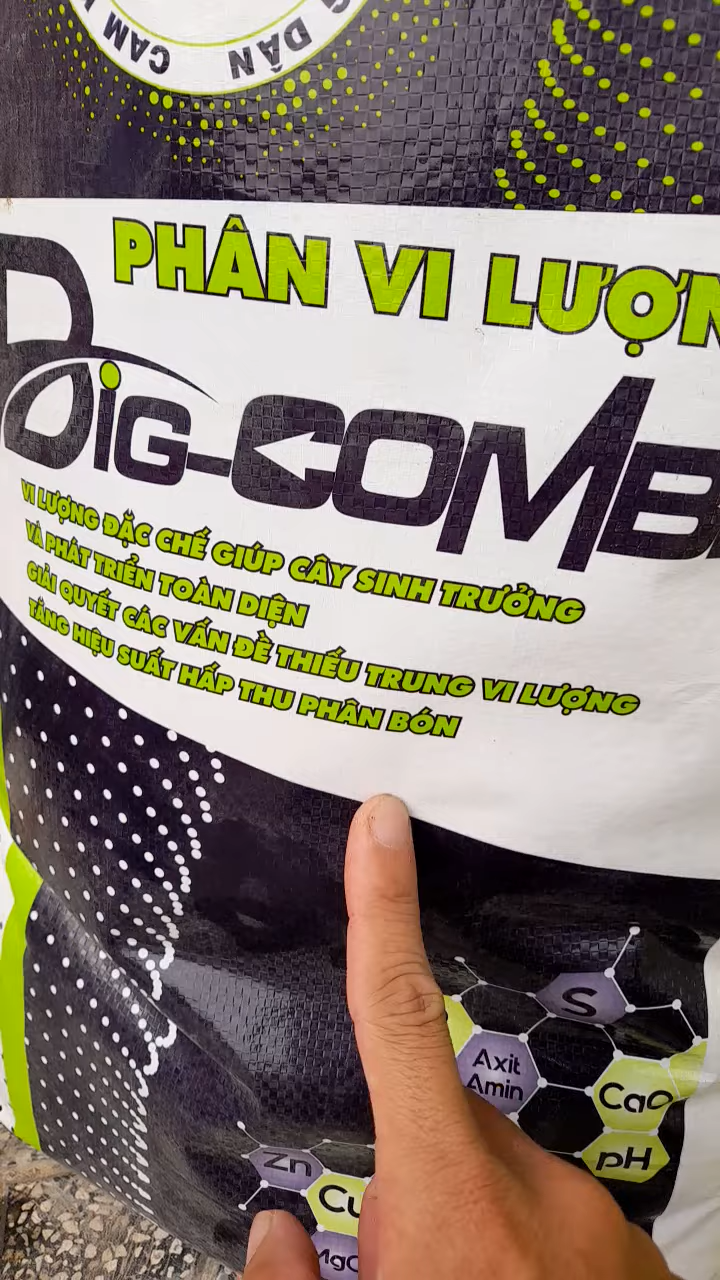 CAM
G DÂN
PHÂN VI LƯỢN
BIG-COMB
VI LƯỢNG ĐẶC CHẾ GIÚP CÂY SINH TRƯỞNG
VÀ PHÁT TRIỂN TOÀN DIỆN
GIẢI QUYẾT CÁC VẤN ĐỀ THIẾU TRUNG VI LƯỢNG
TĂNG HIỆU SUẤT HẤP THU PHÂN BÓN
S
Axit
Amin
CaO
pH
Zn
Cu
MgO